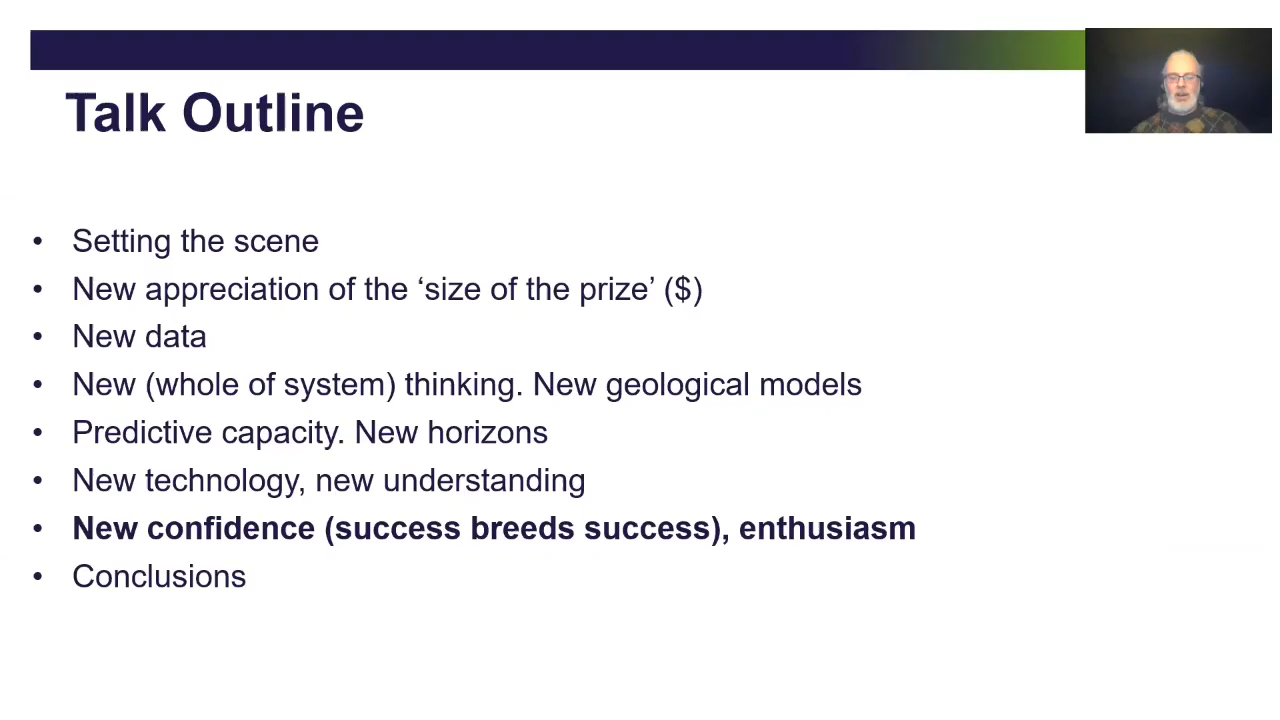 Talk Outline
• Setting the scene
• New appreciation of the ‘size of the prize’ ($)
• New data
• New (whole of system) thinking. New geological models
• Predictive capacity. New horizons
• New technology, new understanding
• New confidence (success breeds success), enthusiasm
• Conclusions